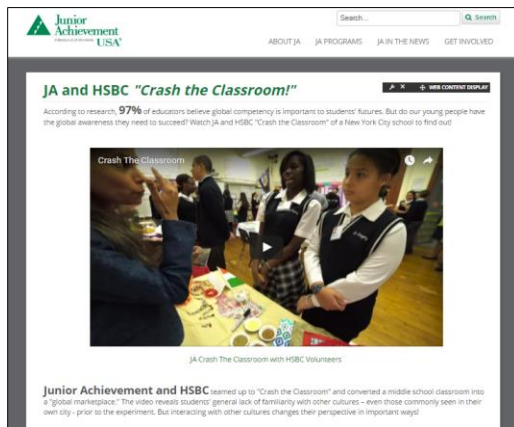 Junior
Achievement
USA®
Search...
Search
ABOUT JA JA PROGRAMS JA IN THE NEWS GET INVOLVED
JA and HSBC "Crash the Classroom!"
WEB CONTENT DISPLAY
According to research, 97% of educators believe global competency is important to students' futures. But do our young people have
the global awareness they need to succeed? Watch JA and HSBC "Crash the Classroom" of a New York City school to find out!
Crash The Classroom
JA Crash The Classroom with HSBC Volunteers
Junior Achievement and HSBC teamed up to "Crash the Classroom" and converted a middle school classroom into
a "global marketplace." The video reveals students' general lack of familiarity with other cultures – even those commonly seen in their
own city - prior to the experiment. But interacting with other cultures changes their perspective in important ways!